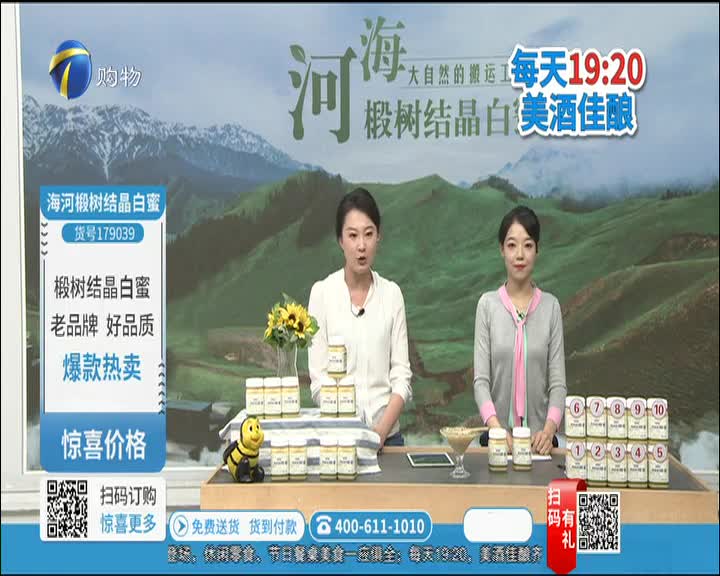 购物
河海
大自然的搬运工
椴树结晶白蜜
每天19:20
美酒佳酿
海河椴树结晶白蜜
货号179039
椴树结晶白蜜
老品牌 好品质
爆款热卖
惊喜价格
6 7 8 9 10
1 2 3 4 5
扫码订购
惊喜更多
免费送货 货到付款
400-611-1010
扫码
有礼
登场，休闲零食、节日餐桌美食一应俱全；每天19:20，美酒佳酿齐